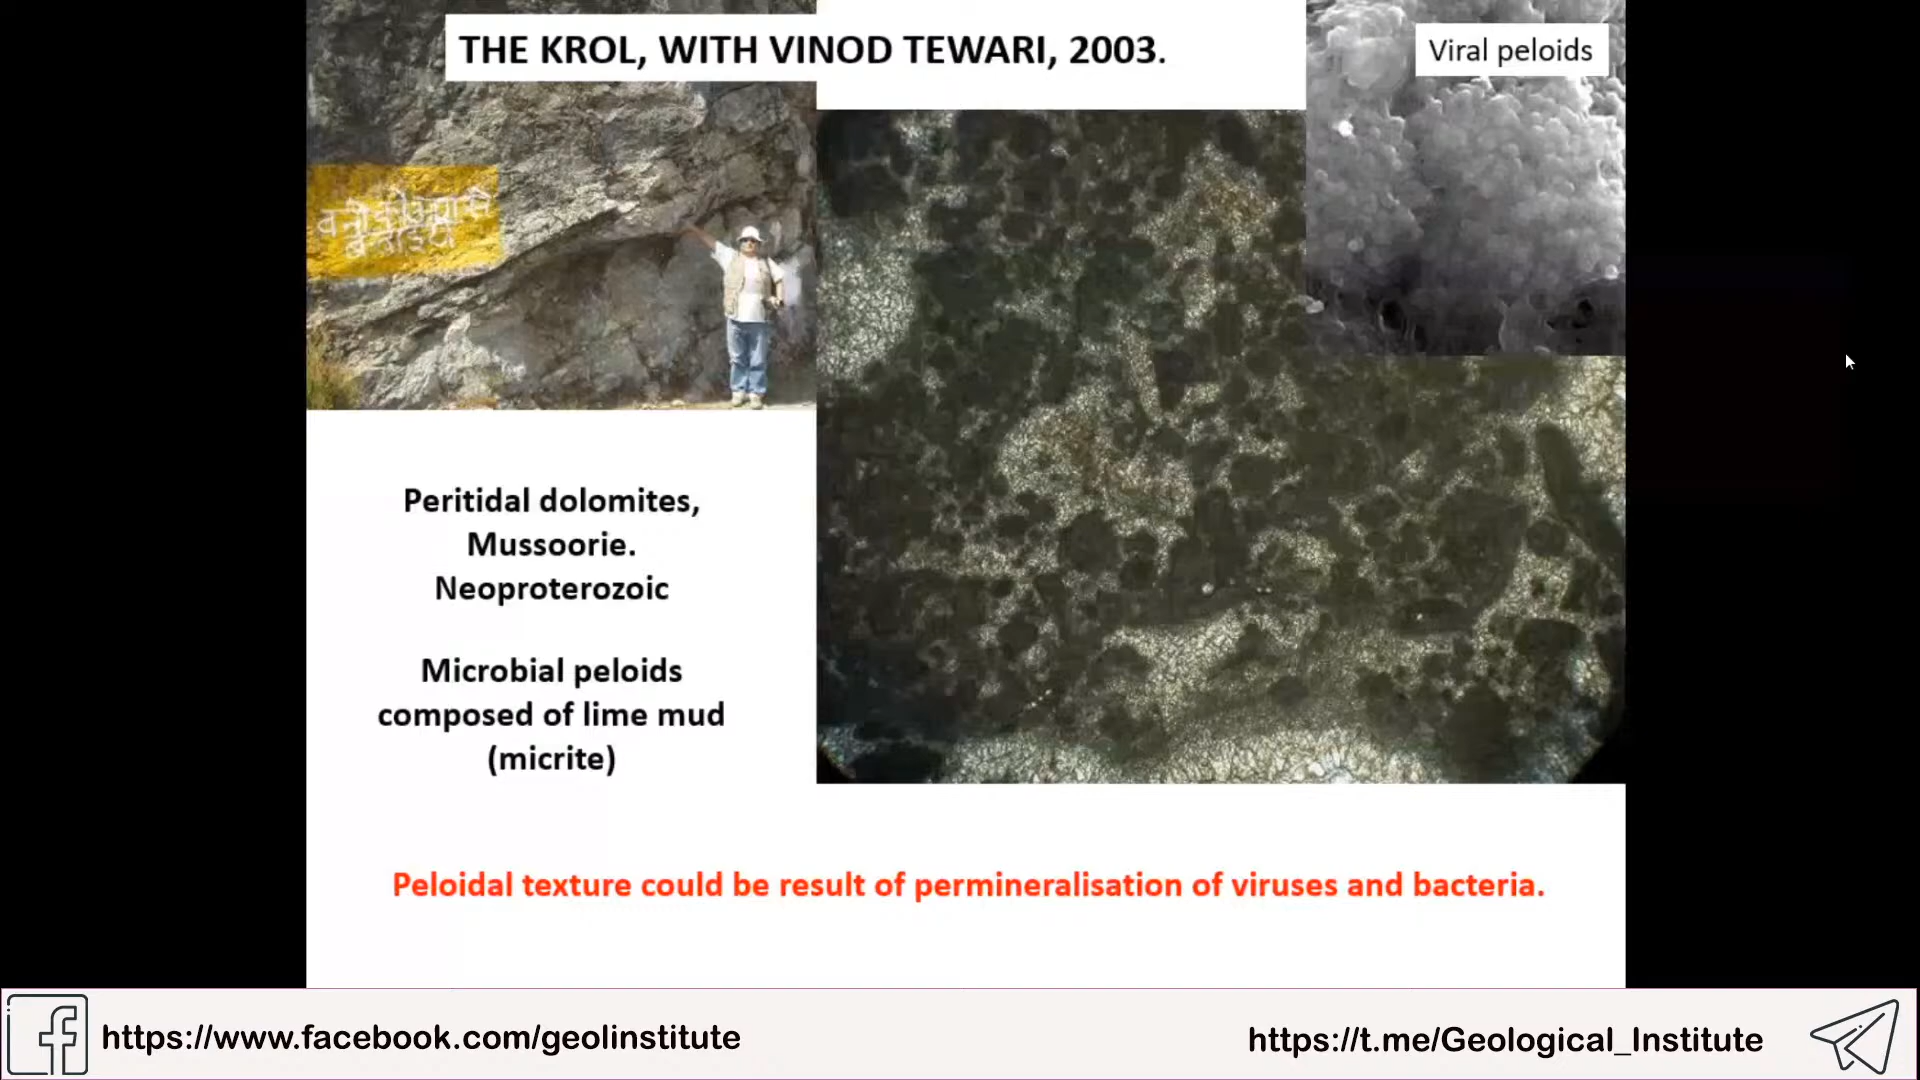 THE KROL, WITH VINOD TEWARI, 2003.
Viral peloids
Peritidal dolomites,
Mussoorie.
Neoproterozoic
Microbial peloids
composed of lime mud
(micrite)
Peloidal texture could be result of permineralisation of viruses and bacteria.
https://www.facebook.com/geolinstitute
https://t.me/Geological_Institute